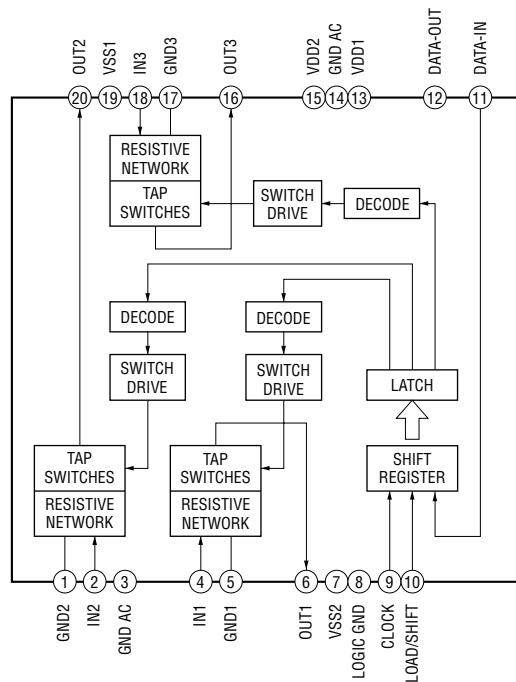 OUT2
VSS1
IN3
GND3
OUT3
VDD2
GND AC
VDD1
DATA-OUT
DATA-IN
20
19
18
17
16
15
14
13
12
11
RESISTIVE
NETWORK
TAP
SWITCHES
SWITCH
DRIVE
DECODE
DECODE
DECODE
SWITCH
DRIVE
SWITCH
DRIVE
LATCH
TAP
SWITCHES
RESISTIVE
NETWORK
TAP
SWITCHES
RESISTIVE
NETWORK
SHIFT
REGISTER
1
2
3
4
5
6
7
8
9
10
GND2
IN2
GND AC
IN1
GND1
OUT1
VSS2
LOGIC GND
CLOCK
LOAD/SHIFT